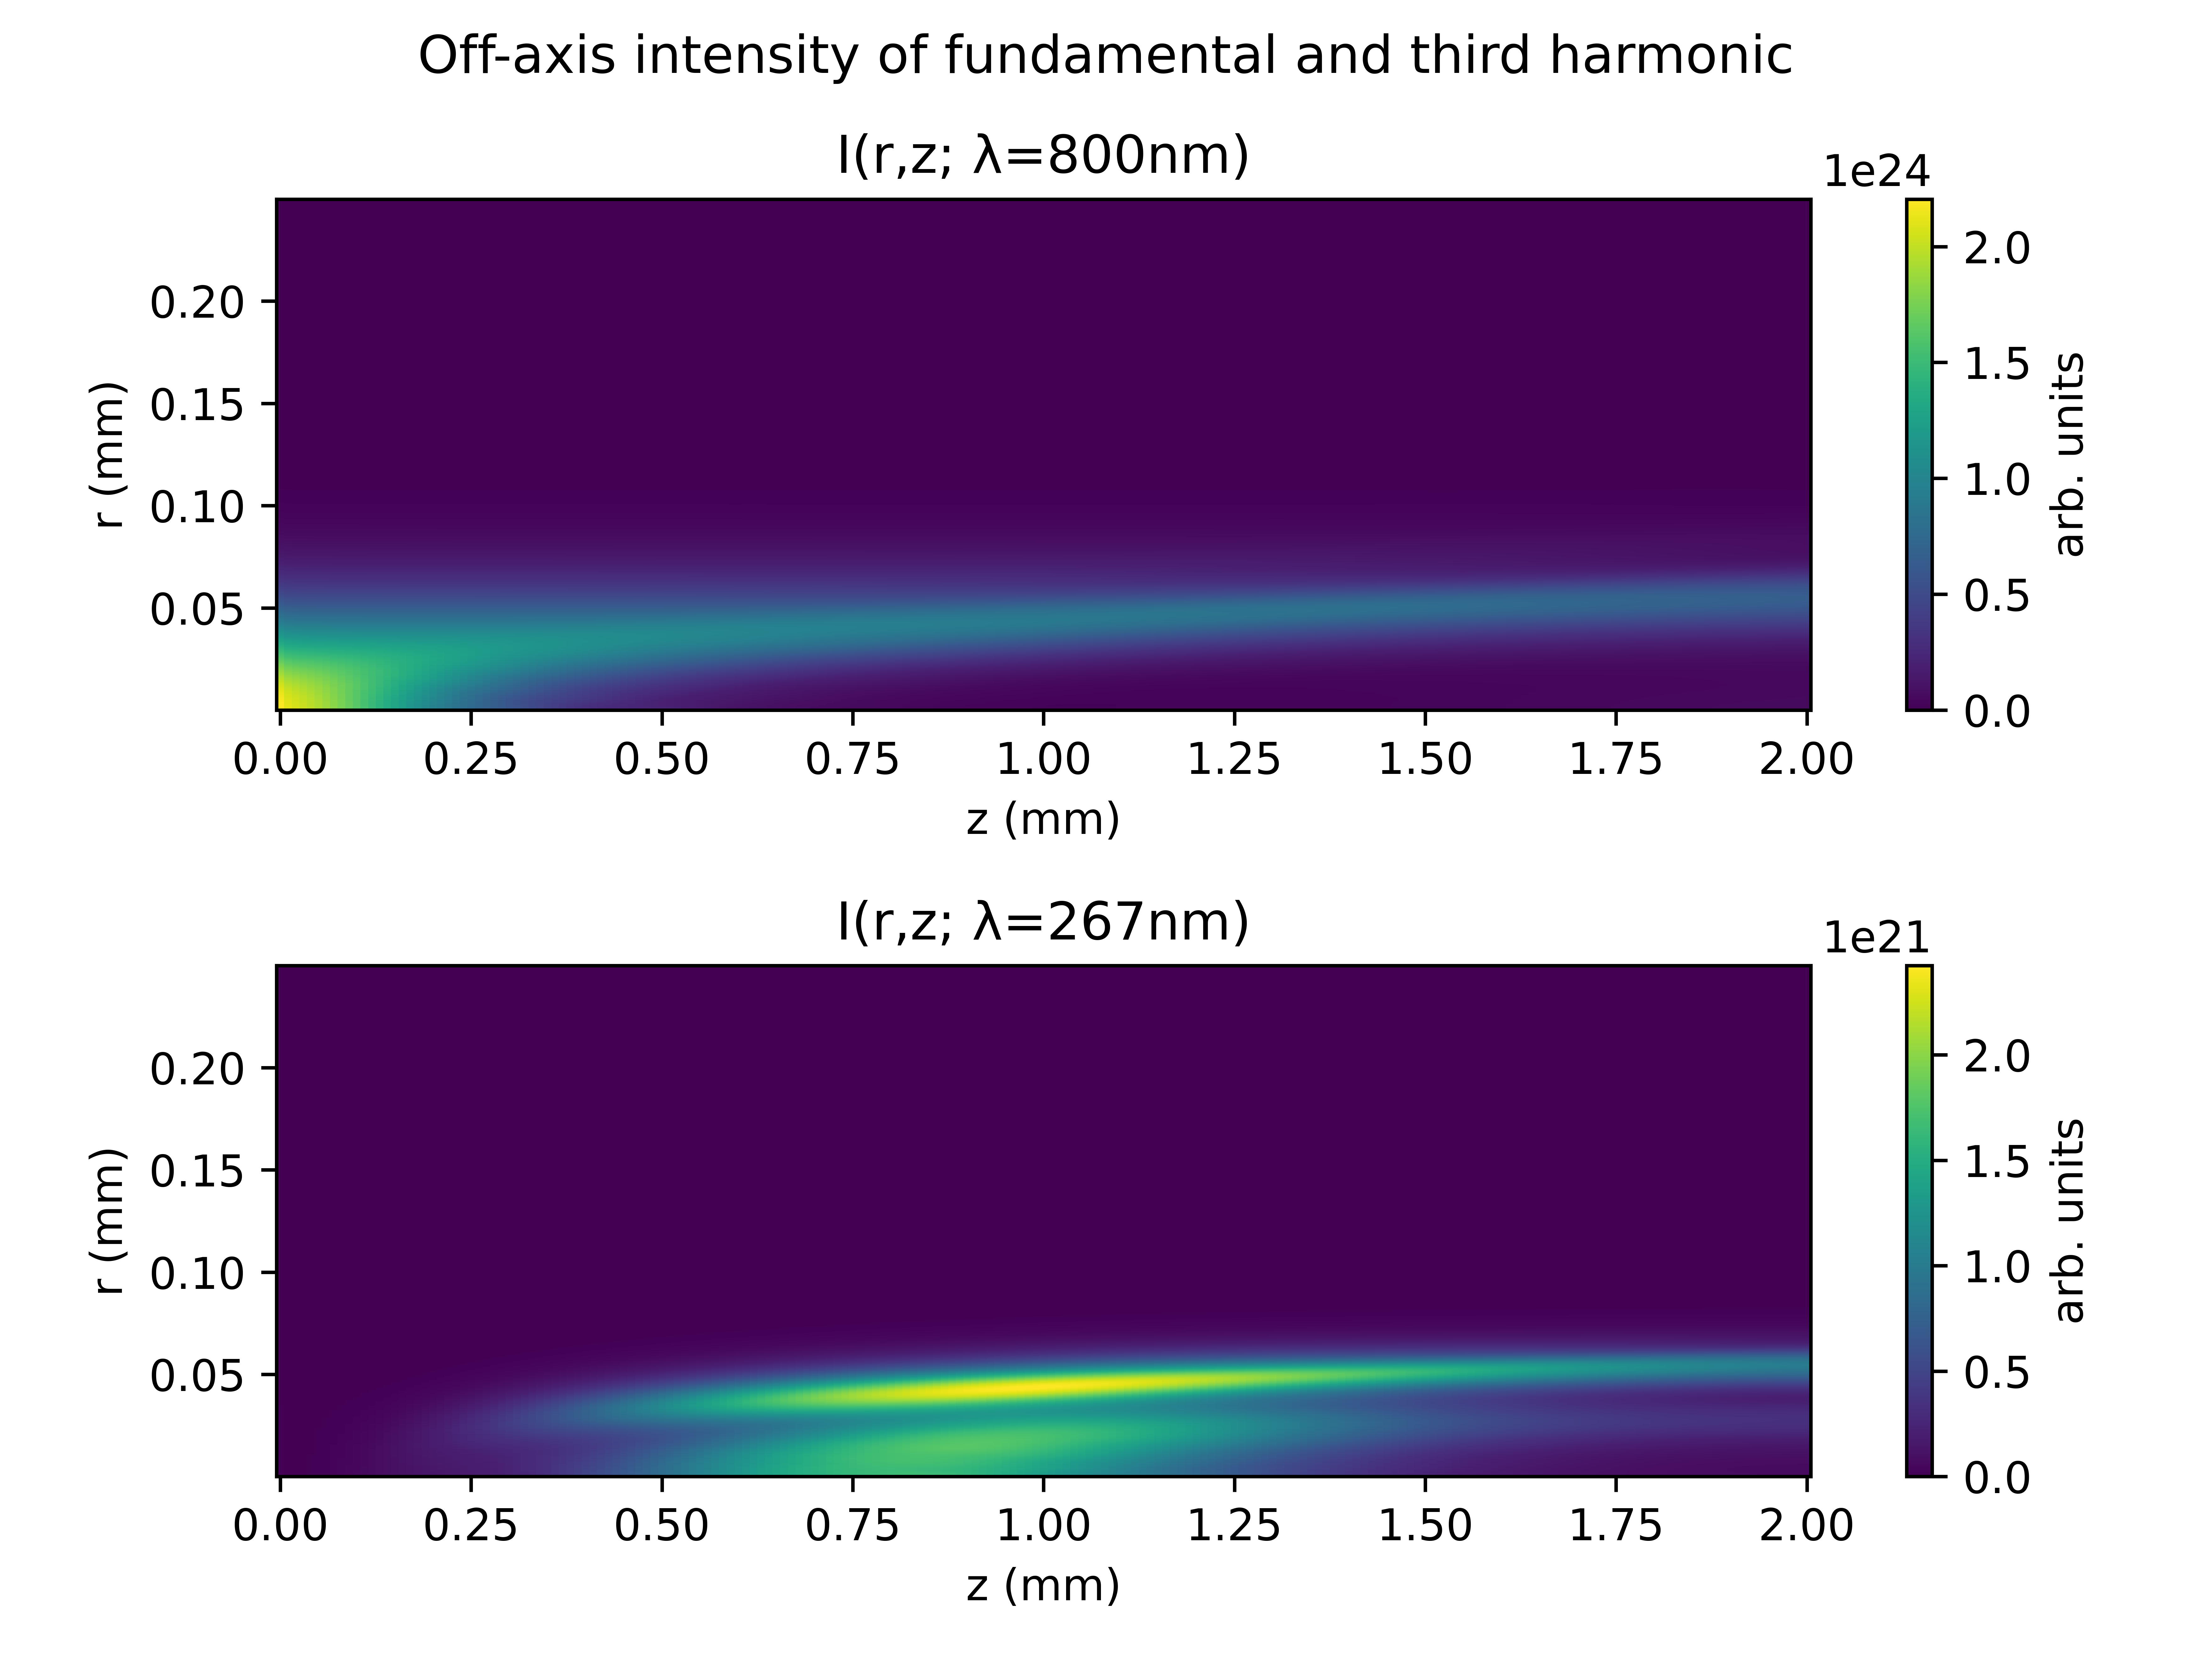 Off-axis intensity of fundamental and third harmonic
I(r,z; λ=800nm)
1e24
r (mm)
0.20
0.15
0.10
0.05
0.00 0.25 0.50 0.75 1.00 1.25 1.50 1.75 2.00
z (mm)
2.0
1.5
1.0
0.5
0.0
arb. units
I(r,z; λ=267nm)
1e21
r (mm)
0.20
0.15
0.10
0.05
0.00 0.25 0.50 0.75 1.00 1.25 1.50 1.75 2.00
z (mm)
2.0
1.5
1.0
0.5
0.0
arb. units